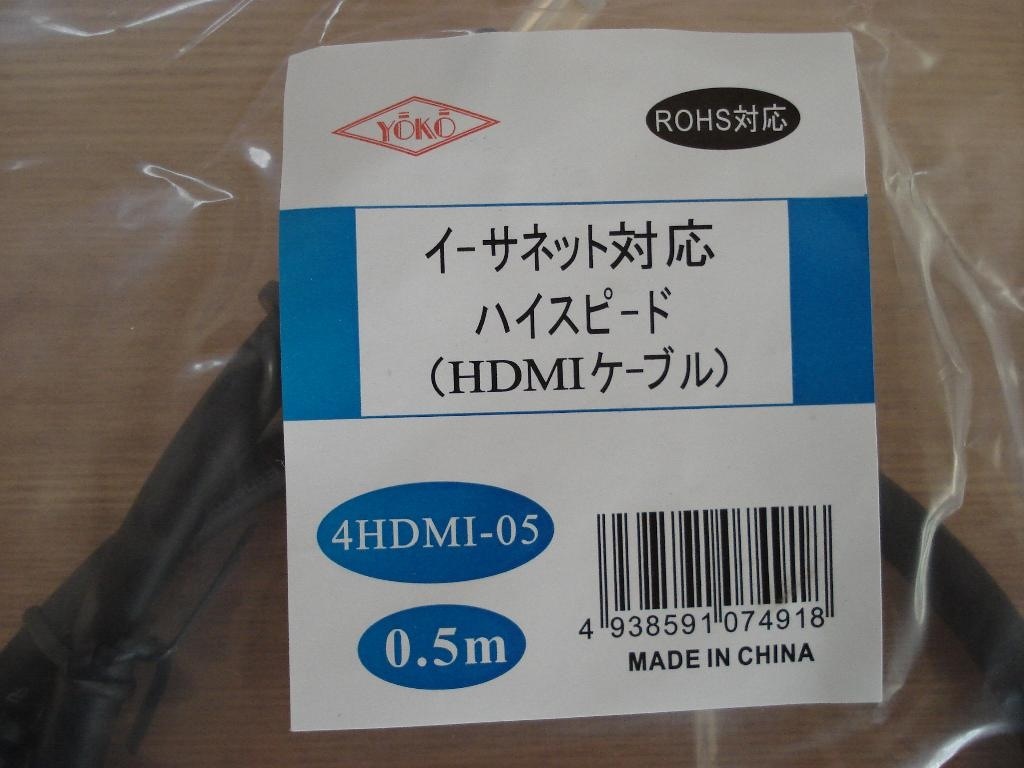 YŌKŌ
ROHS対応
イーサネット対応
ハイスピード
(HDMIケーブル)
4HDMI-05
0.5m
4 938591 074918
MADE IN CHINA